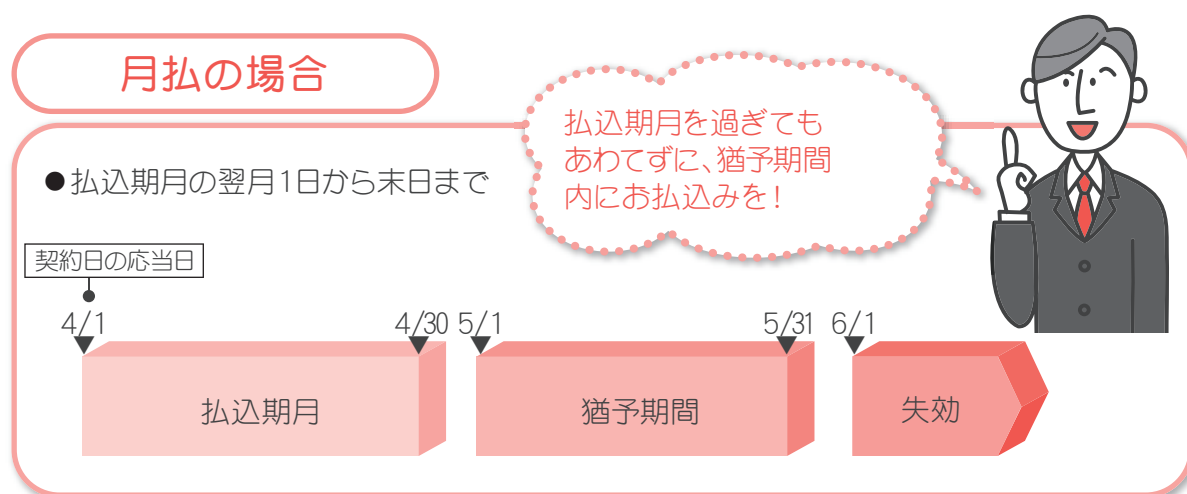 月払の場合
払込期月を過ぎても
あわてずに、猶予期間
内にお払込みを!
●払込期月の翌月1日から末日まで
契約日の応当日
4/1 4/30 5/1 5/31 6/1
払込期月 猶予期間 失効